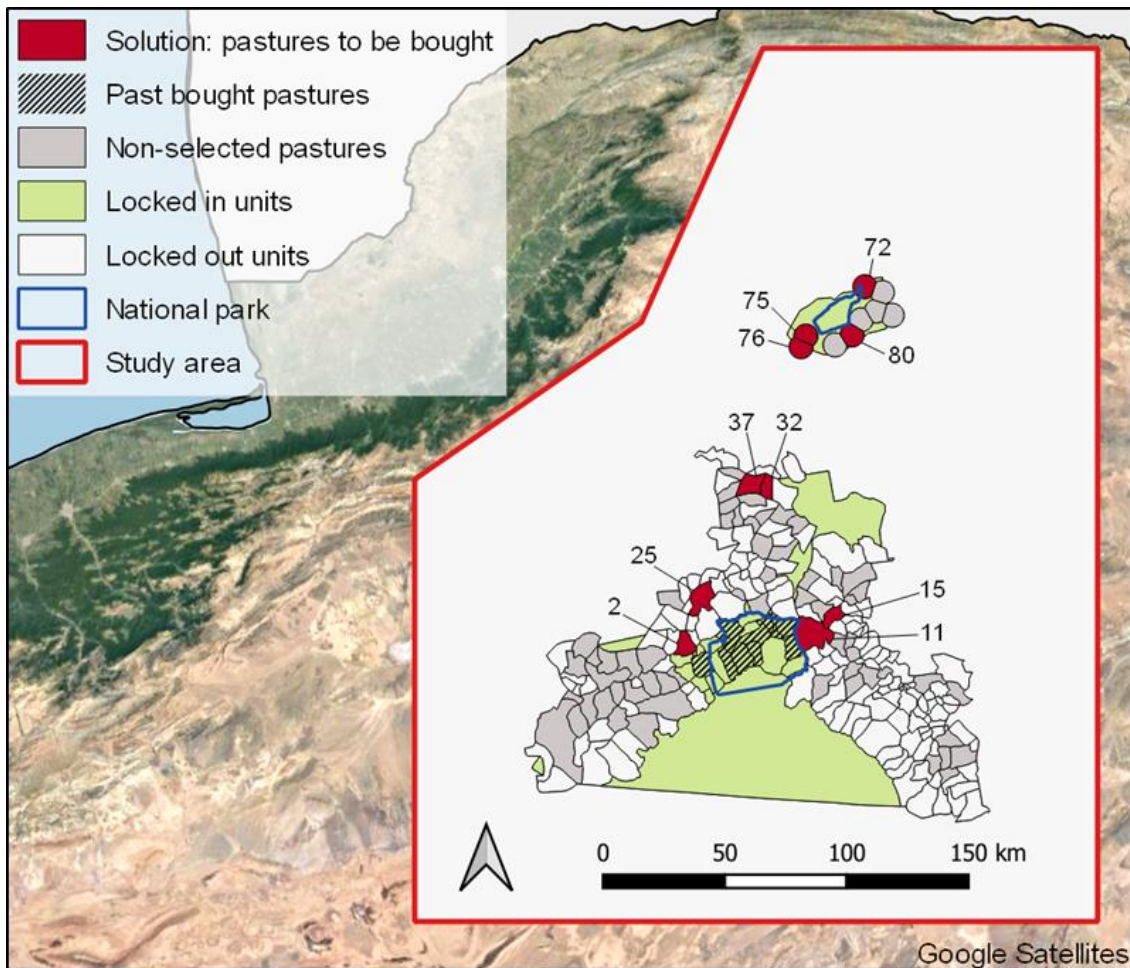 Solution: pastures to be bought
Past bought pastures
Non-selected pastures
Locked in units
Locked out units
National park
Study area
72
75
76
80
37 32
25
2
15
11
0 50 100 150 km
Google Satellites